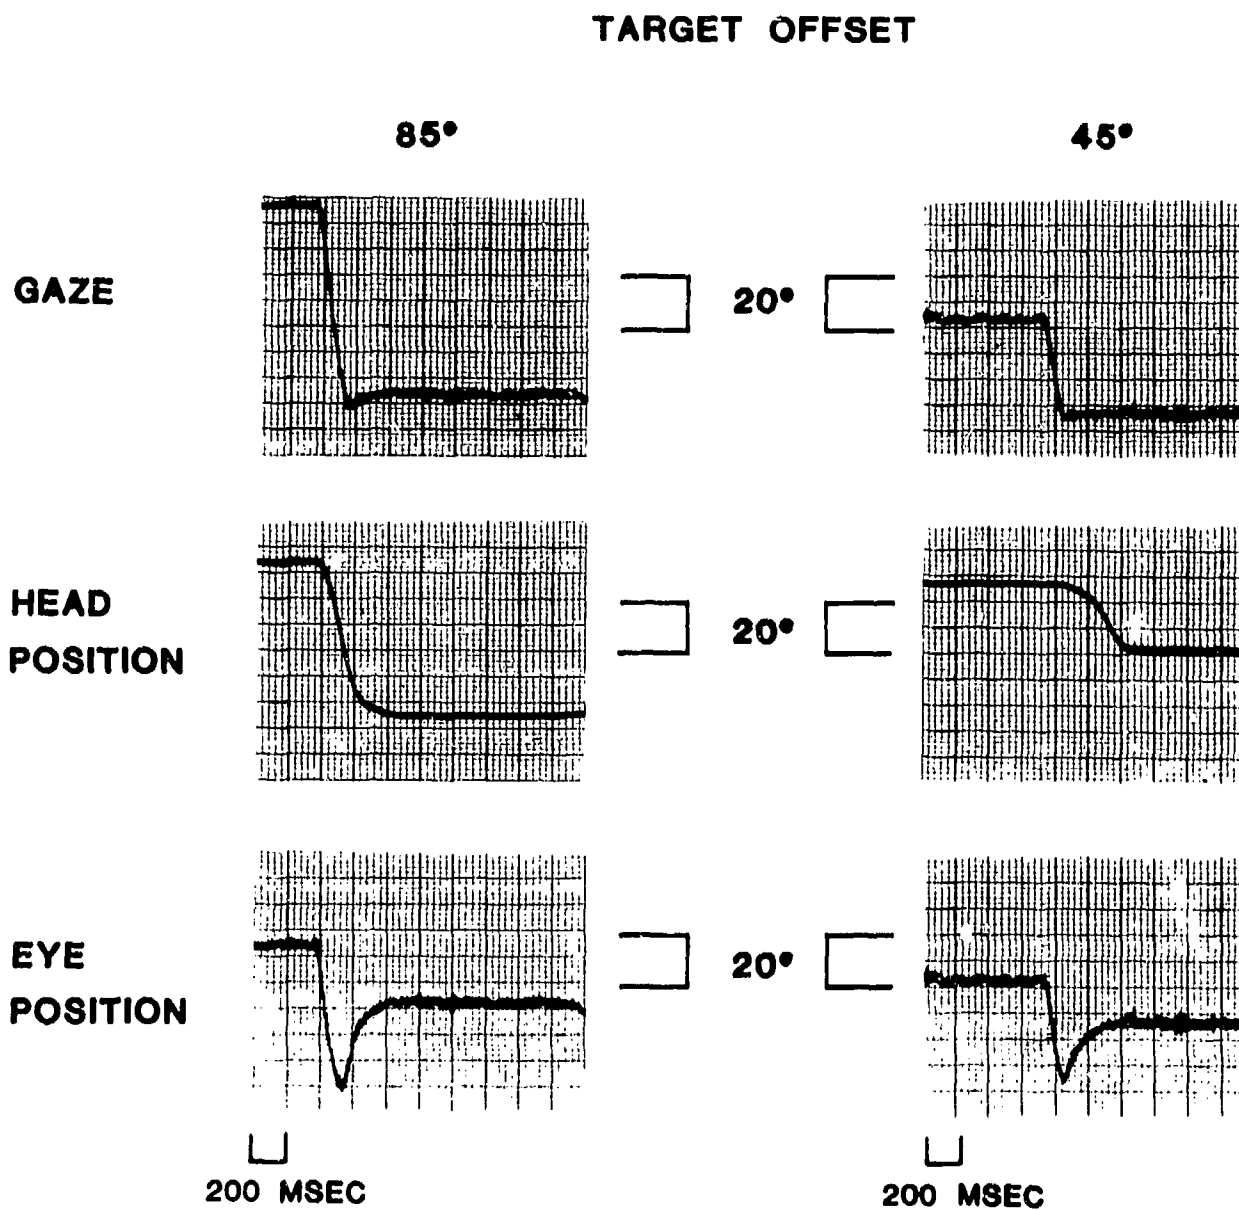 TARGET OFFSET
85° 45°
GAZE 20°
HEAD
POSITION 20°
EYE
POSITION 20°
200 MSEC 200 MSEC